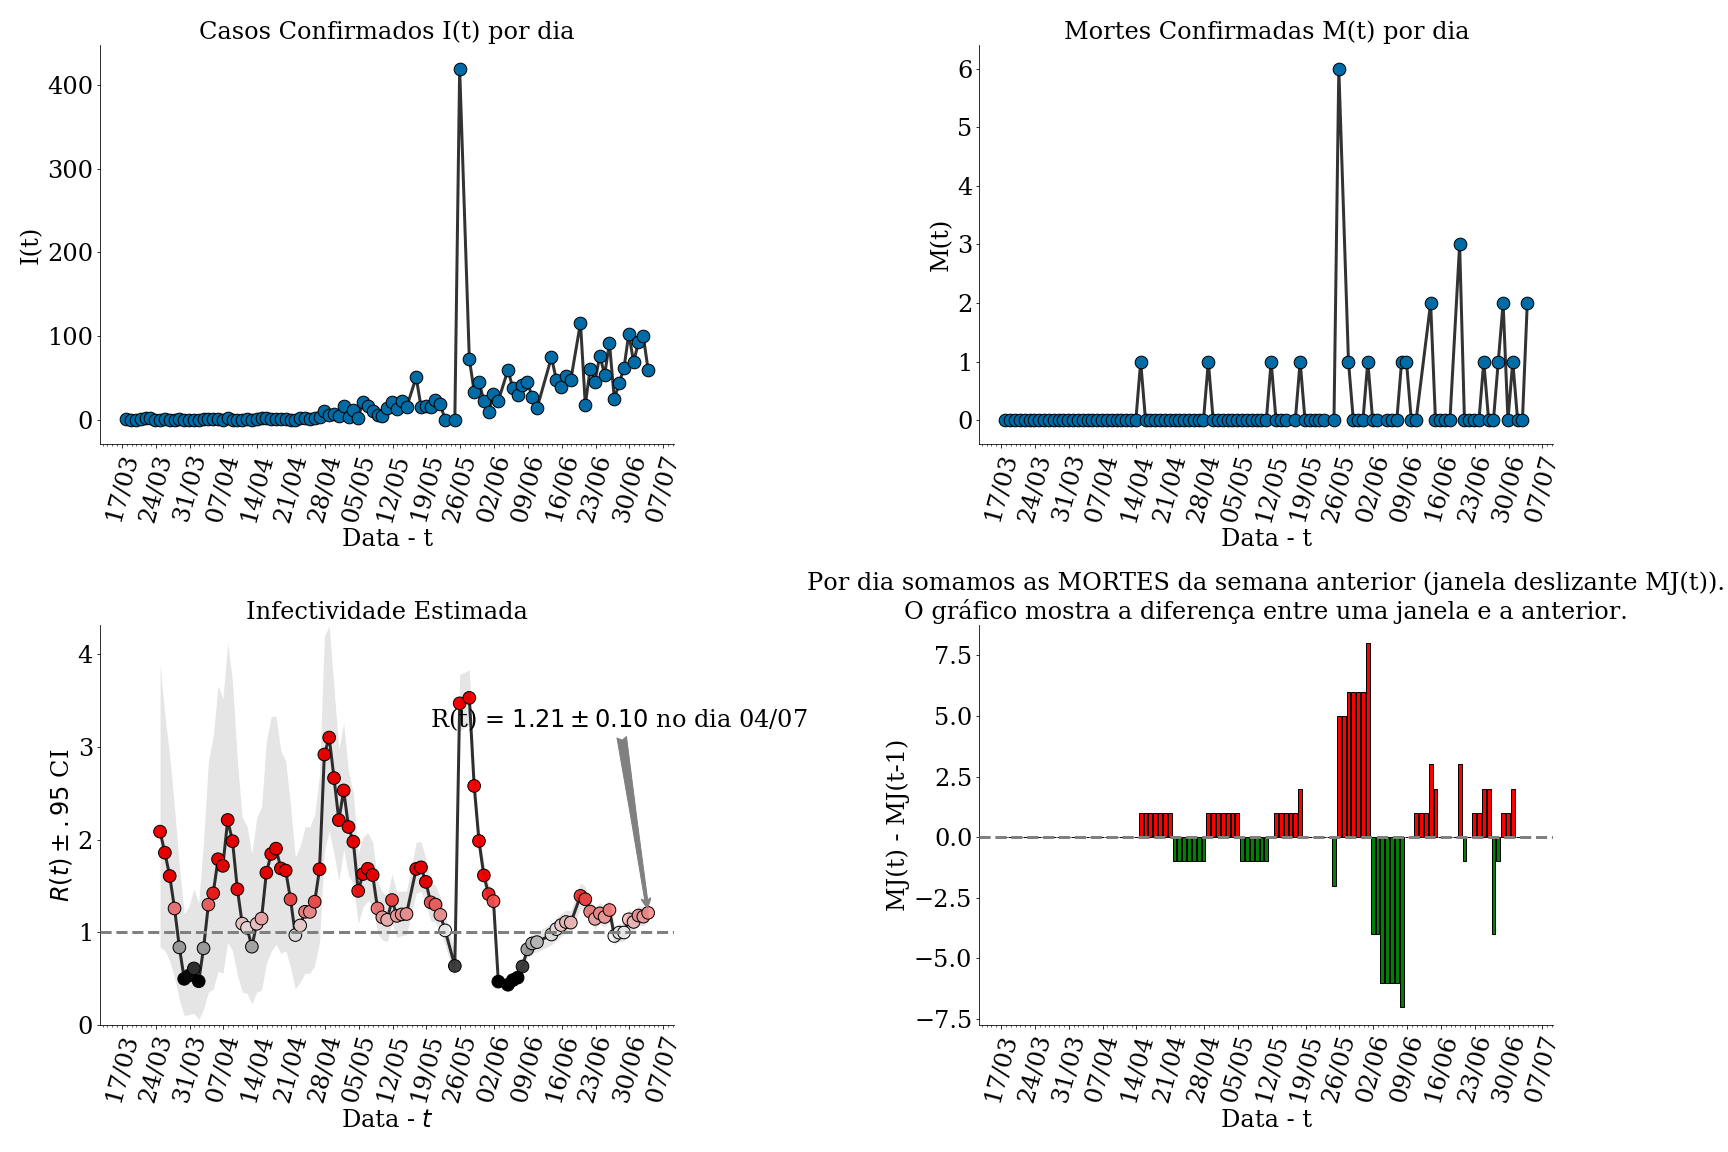 Casos Confirmados I(t) por dia
I(t)
400
300
200
100
0
17/03 24/03 31/03 07/04 14/04 21/04 28/04 05/05 12/05 19/05 26/05 02/06 09/06 16/06 23/06 30/06 07/07
Data - t
Mortes Confirmadas M(t) por dia
M(t)
6
5
4
3
2
1
0
17/03 24/03 31/03 07/04 14/04 21/04 28/04 05/05 12/05 19/05 26/05 02/06 09/06 16/06 23/06 30/06 07/07
Data - t
Infectividade Estimada
R(t) ± .95 CI
4
3
2
1
0
R(t) = 1.21 ± 0.10 no dia 04/07
17/03 24/03 31/03 07/04 14/04 21/04 28/04 05/05 12/05 19/05 26/05 02/06 09/06 16/06 23/06 30/06 07/07
Data - t
Por dia somamos as MORTES da semana anterior (janela deslizante MJ(t)).
O gráfico mostra a diferença entre uma janela e a anterior.
MJ(t) - MJ(t-1)
7.5
5.0
2.5
0.0
−2.5
−5.0
−7.5
17/03 24/03 31/03 07/04 14/04 21/04 28/04 05/05 12/05 19/05 26/05 02/06 09/06 16/06 23/06 30/06 07/07
Data - t